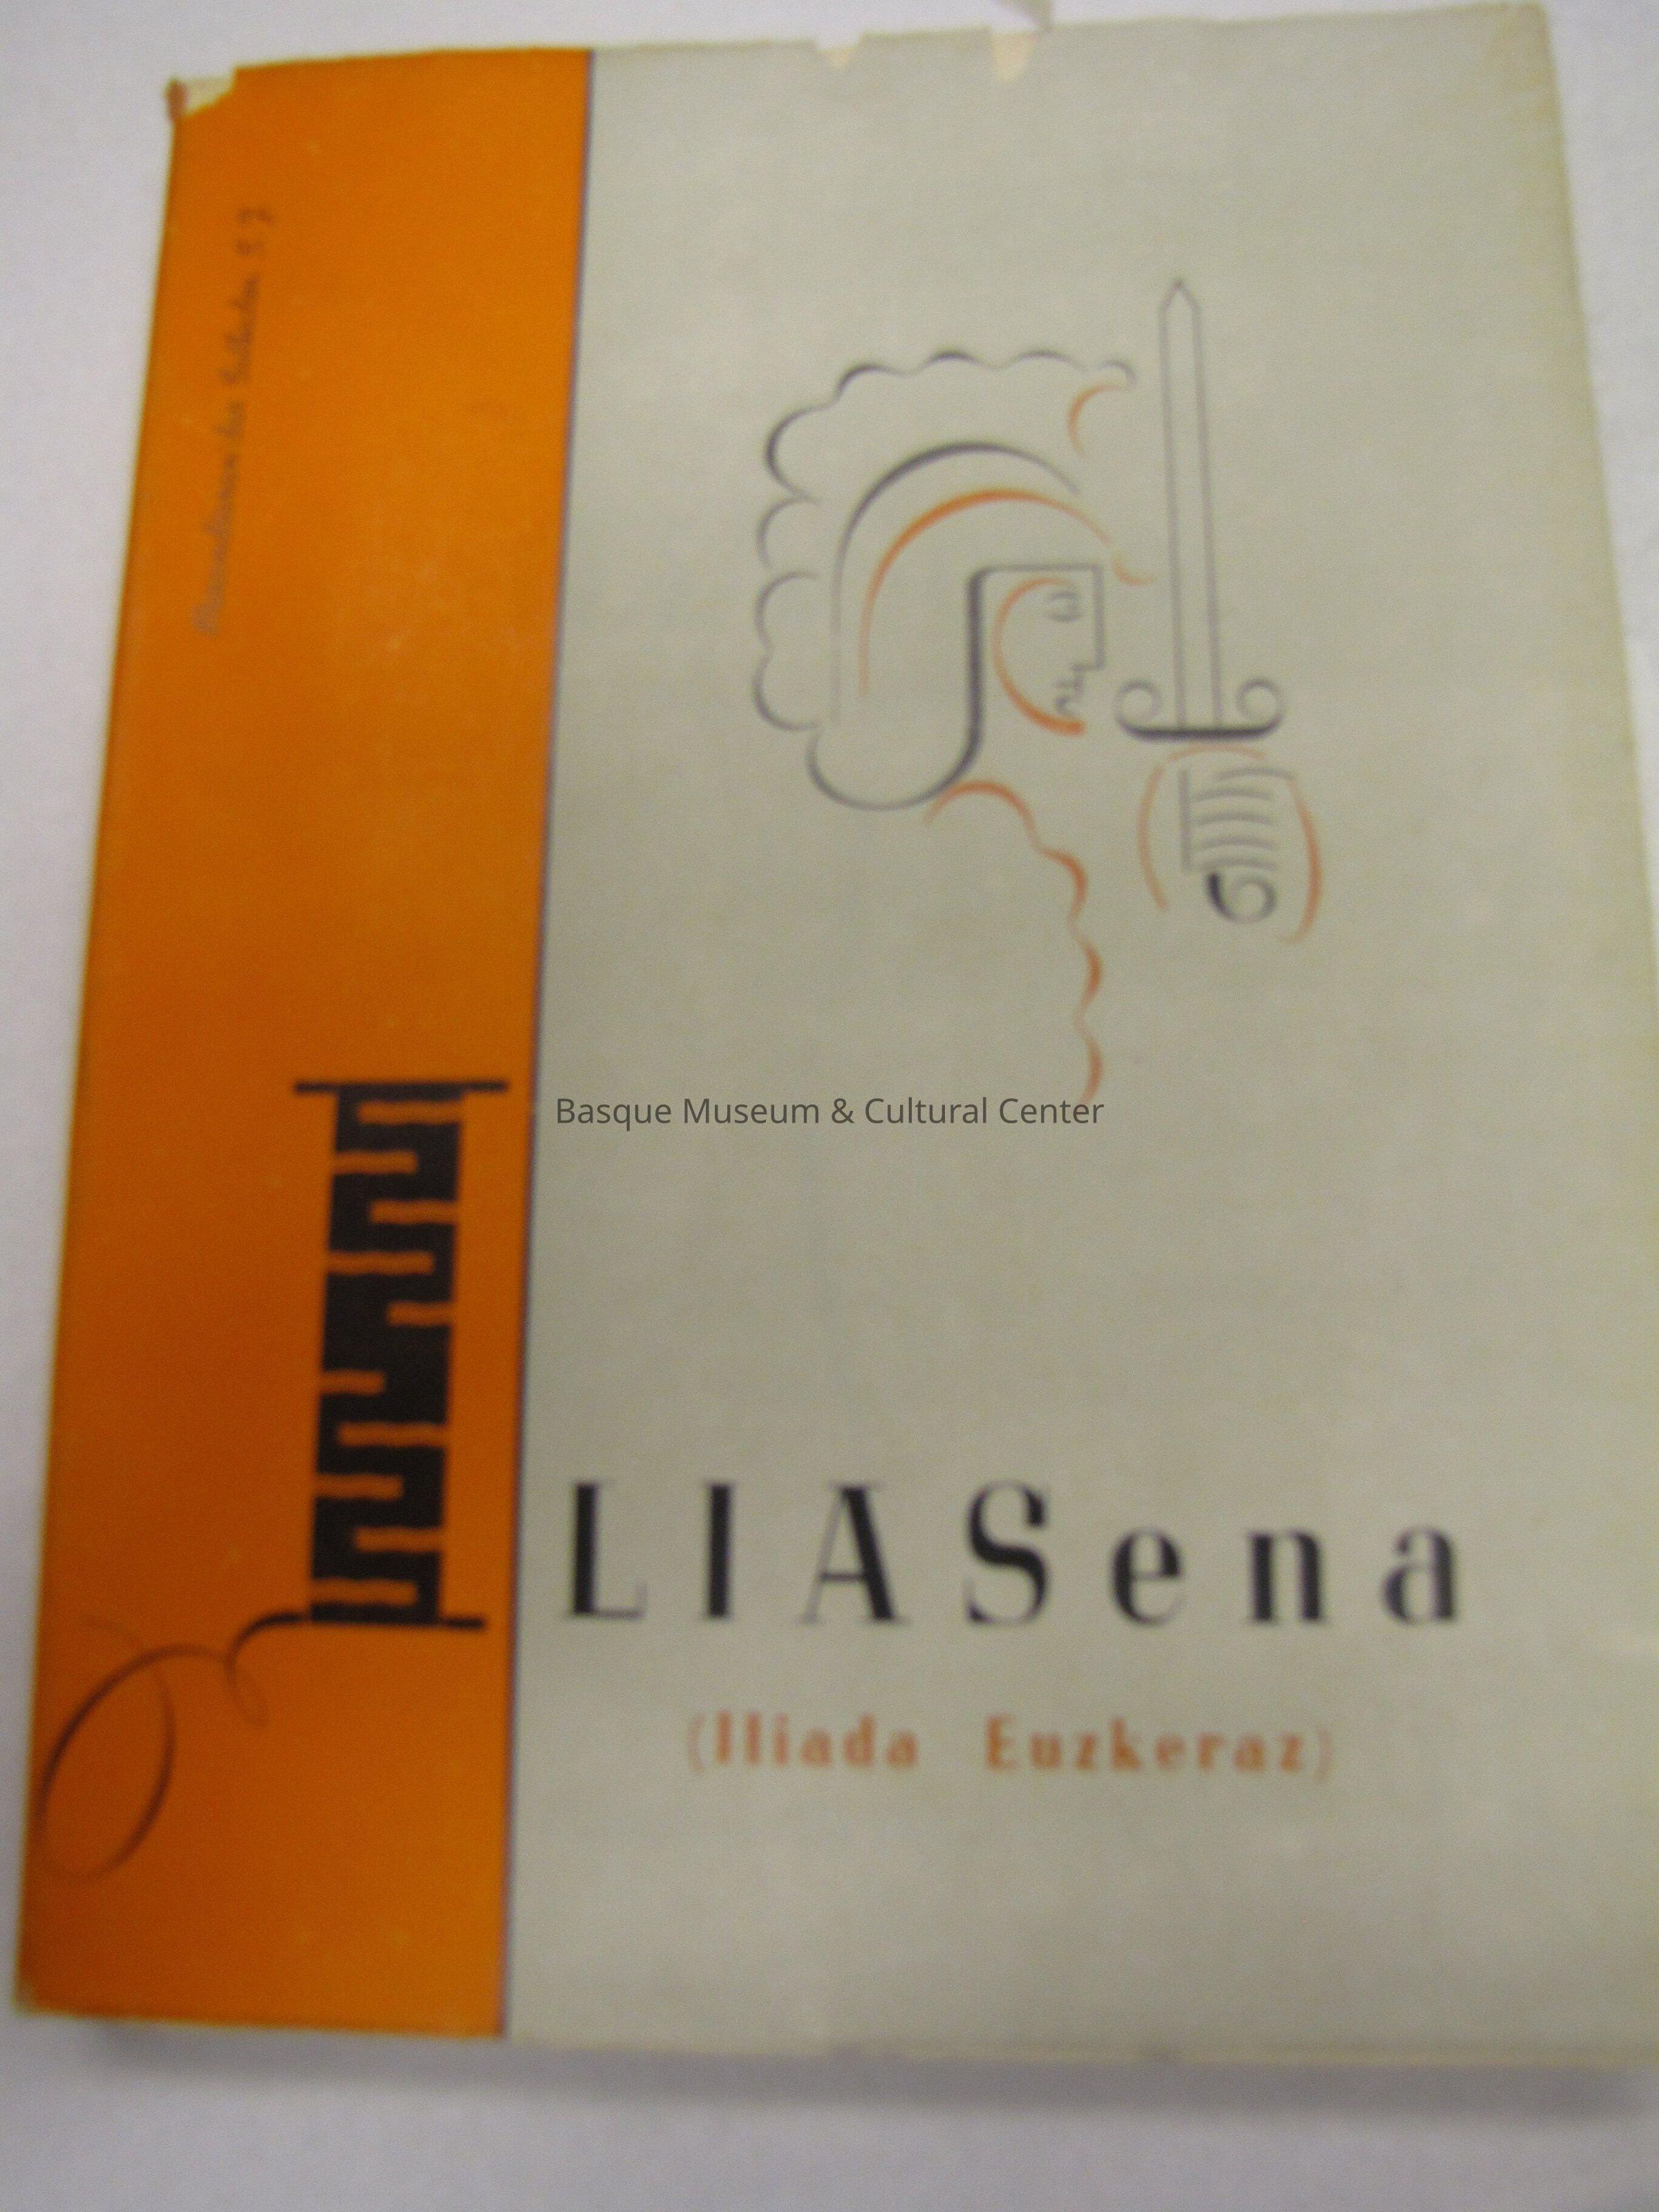 S. J.
ILIASena
(Iliada Euzkeraz)
Basque Museum & Cultural Center